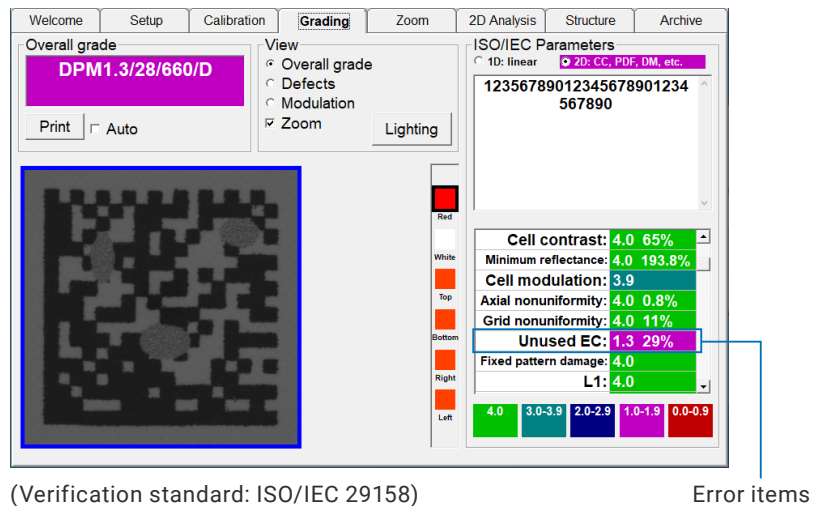 Welcome
Setup
Calibration
Grading
Zoom
2D Analysis
Structure
Archive
Overall grade
DPM1.3/28/660/D
Print
Auto
View
Overall grade
Defects
Modulation
Zoom
Lighting
ISO/IEC Parameters
1D: linear
2D: CC, PDF, DM, etc.
12356789012345678901234
567890
Red
White
Top
Bottom
Right
Left
Cell contrast: 4.0 65%
Minimum reflectance: 4.0 193.8%
Cell modulation: 3.9
Axial nonuniformity: 4.0 0.8%
Grid nonuniformity: 4.0 11%
Unused EC: 1.3 29%
Fixed pattern damage: 4.0
L1: 4.0
4.0 3.0-3.9 2.0-2.9 1.0-1.9 0.0-0.9
(Verification standard: ISO/IEC 29158)
Error items